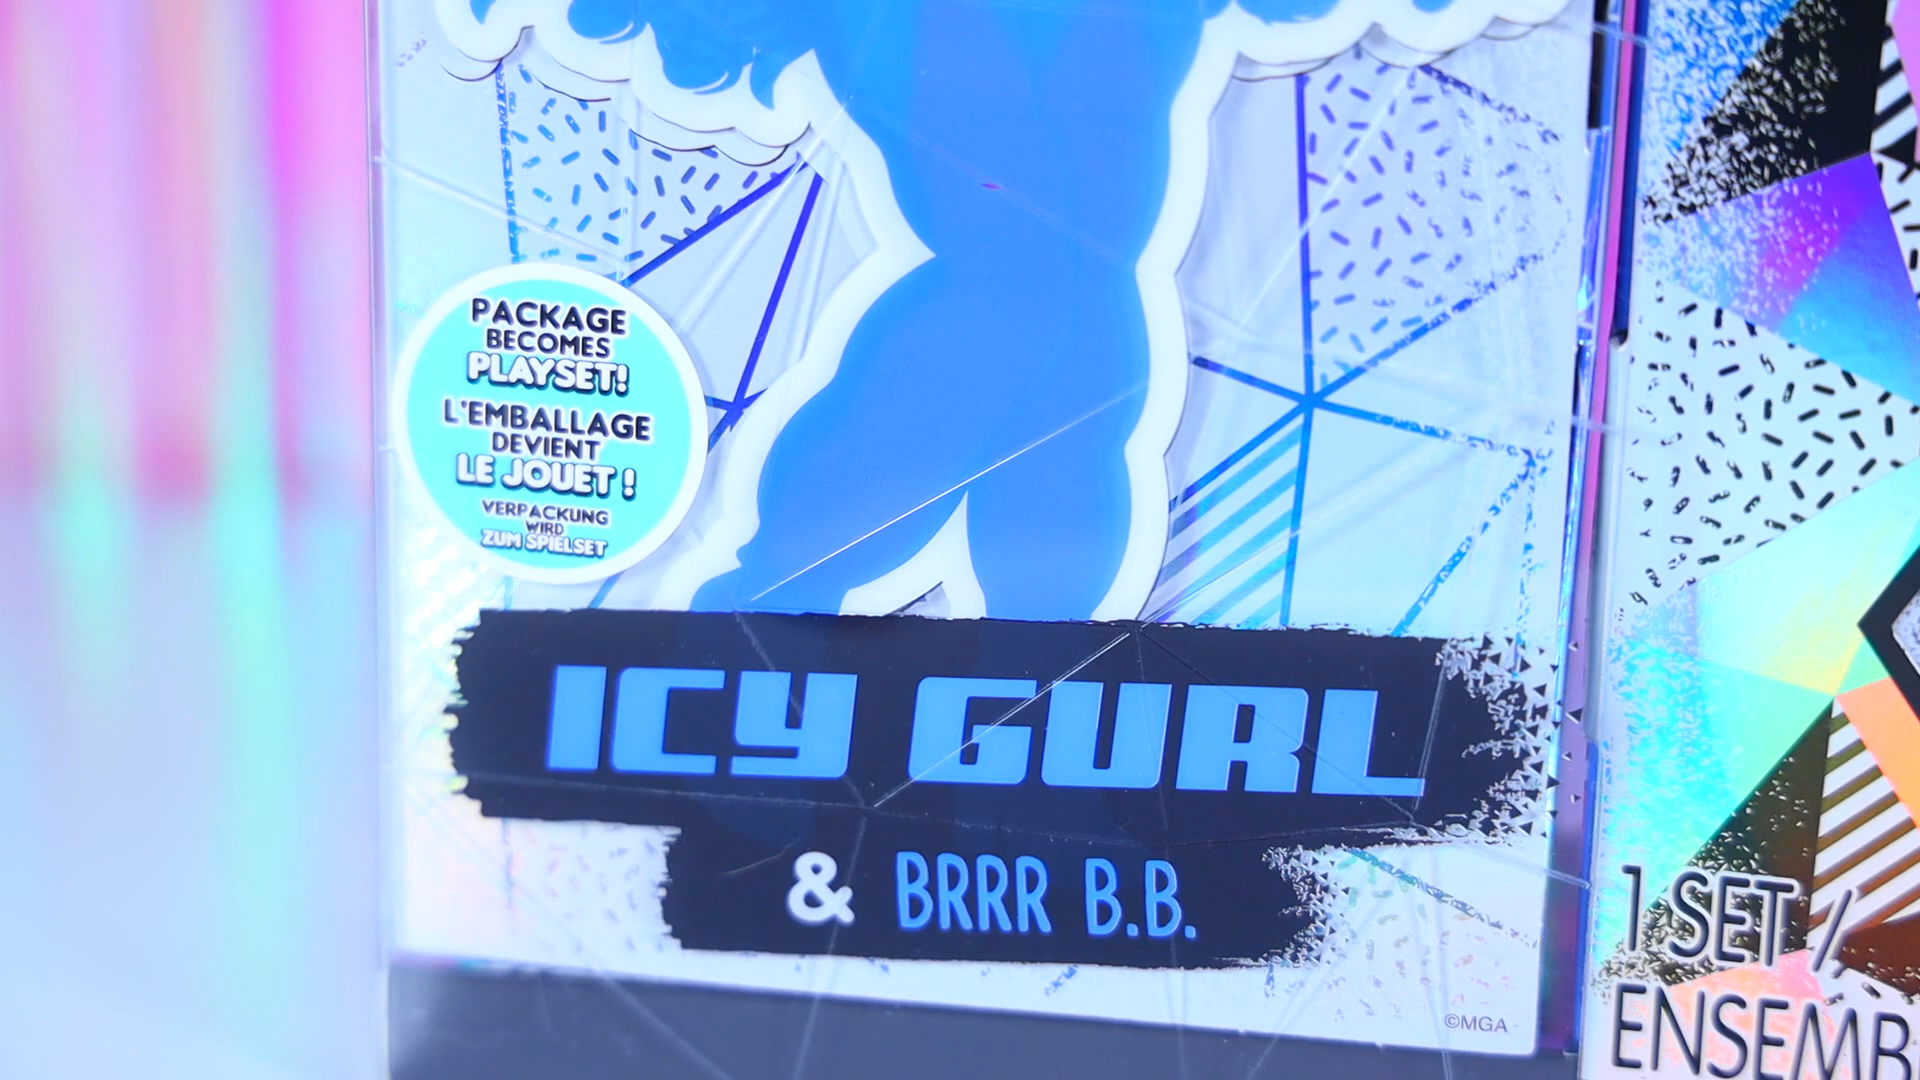 PACKAGE
BECOMES
PLAYSET!
L'EMBALLAGE
DEVIENT
LE JOUET !
VERPACKUNG
WIRD
ZUM SPIELSET
ICY GURL
& BRRR B.B.
©MGA
1 SET /
ENSEMB